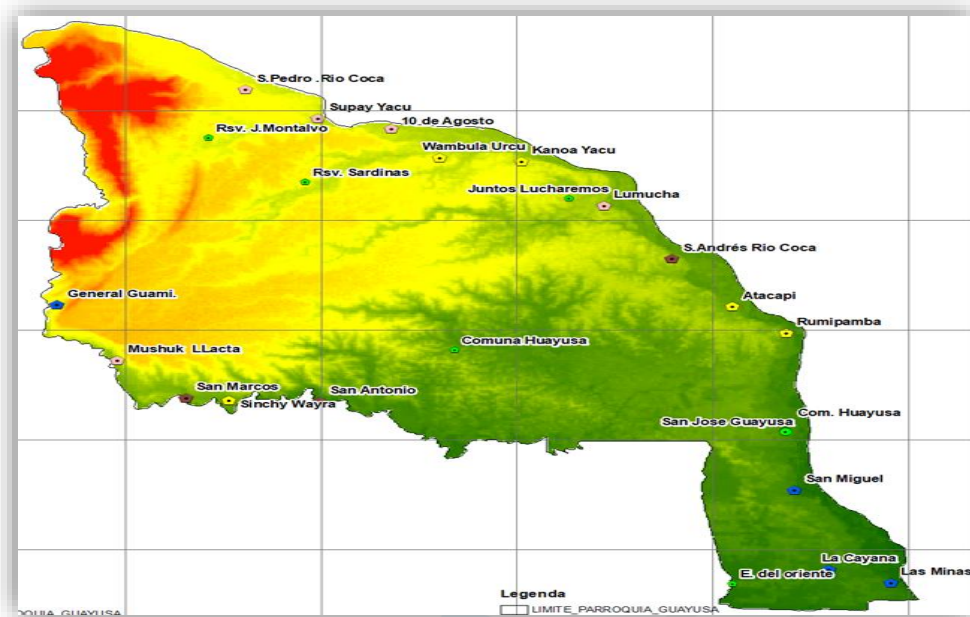 S.Pedro .Rio Coca
Supay Yacu
10 de Agosto
Rsv. J.Montalvo
Wambula Urcu
Kanoa Yacu
Rsv. Sardinas
Juntos Lucharemos
Lumucha
S.Andrés Rio Coca
General Guami.
Atacapi
Rumipamba
Comuna Huayusa
Mushuk LLacta
San Marcos
San Antonio
Sinchy Wayra
Com. Huayusa
San Jose Guayusa
San Miguel
La Cayana
E. del oriente
Las Minas
Legenda
LIMITE_PARROQUIA_GUAYUSA
OQUIA_GUAYUSA